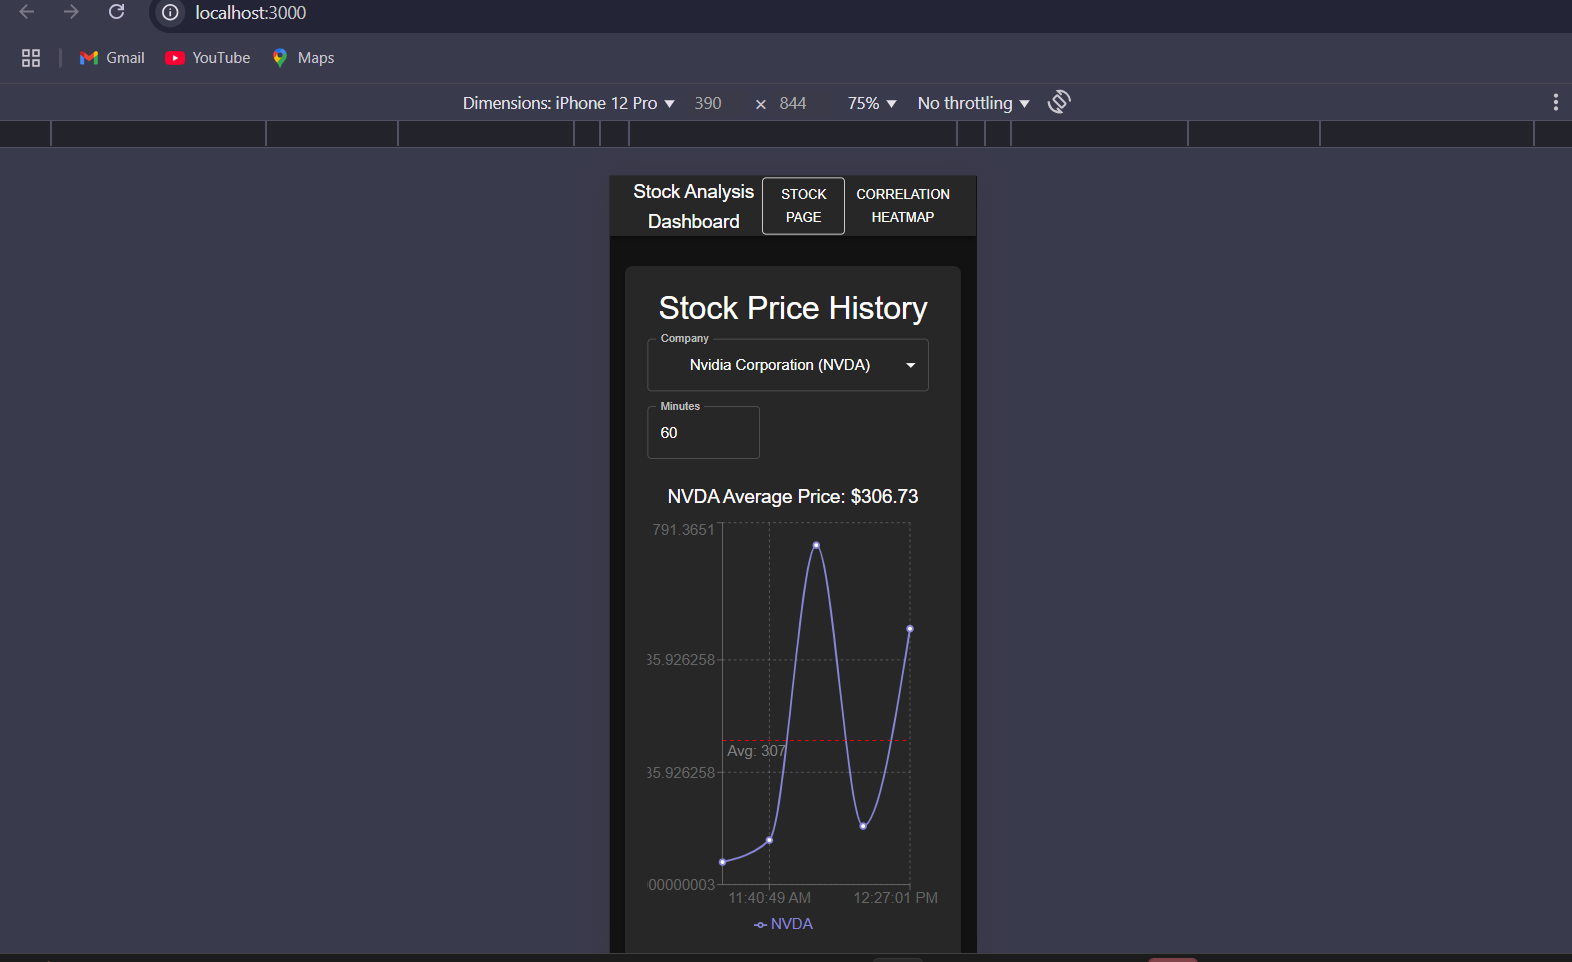 localhost:3000
Gmail YouTube Maps
Dimensions: iPhone 12 Pro 390 × 844 75% No throttling
Stock Analysis
Dashboard
STOCK
PAGE
CORRELATION
HEATMAP
Stock Price History
Company
Nvidia Corporation (NVDA)
Minutes
60
NVDA Average Price: $306.73
791.3651
35.926258
Avg: 307
35.926258
00000003
11:40:49 AM 12:27:01 PM
NVDA